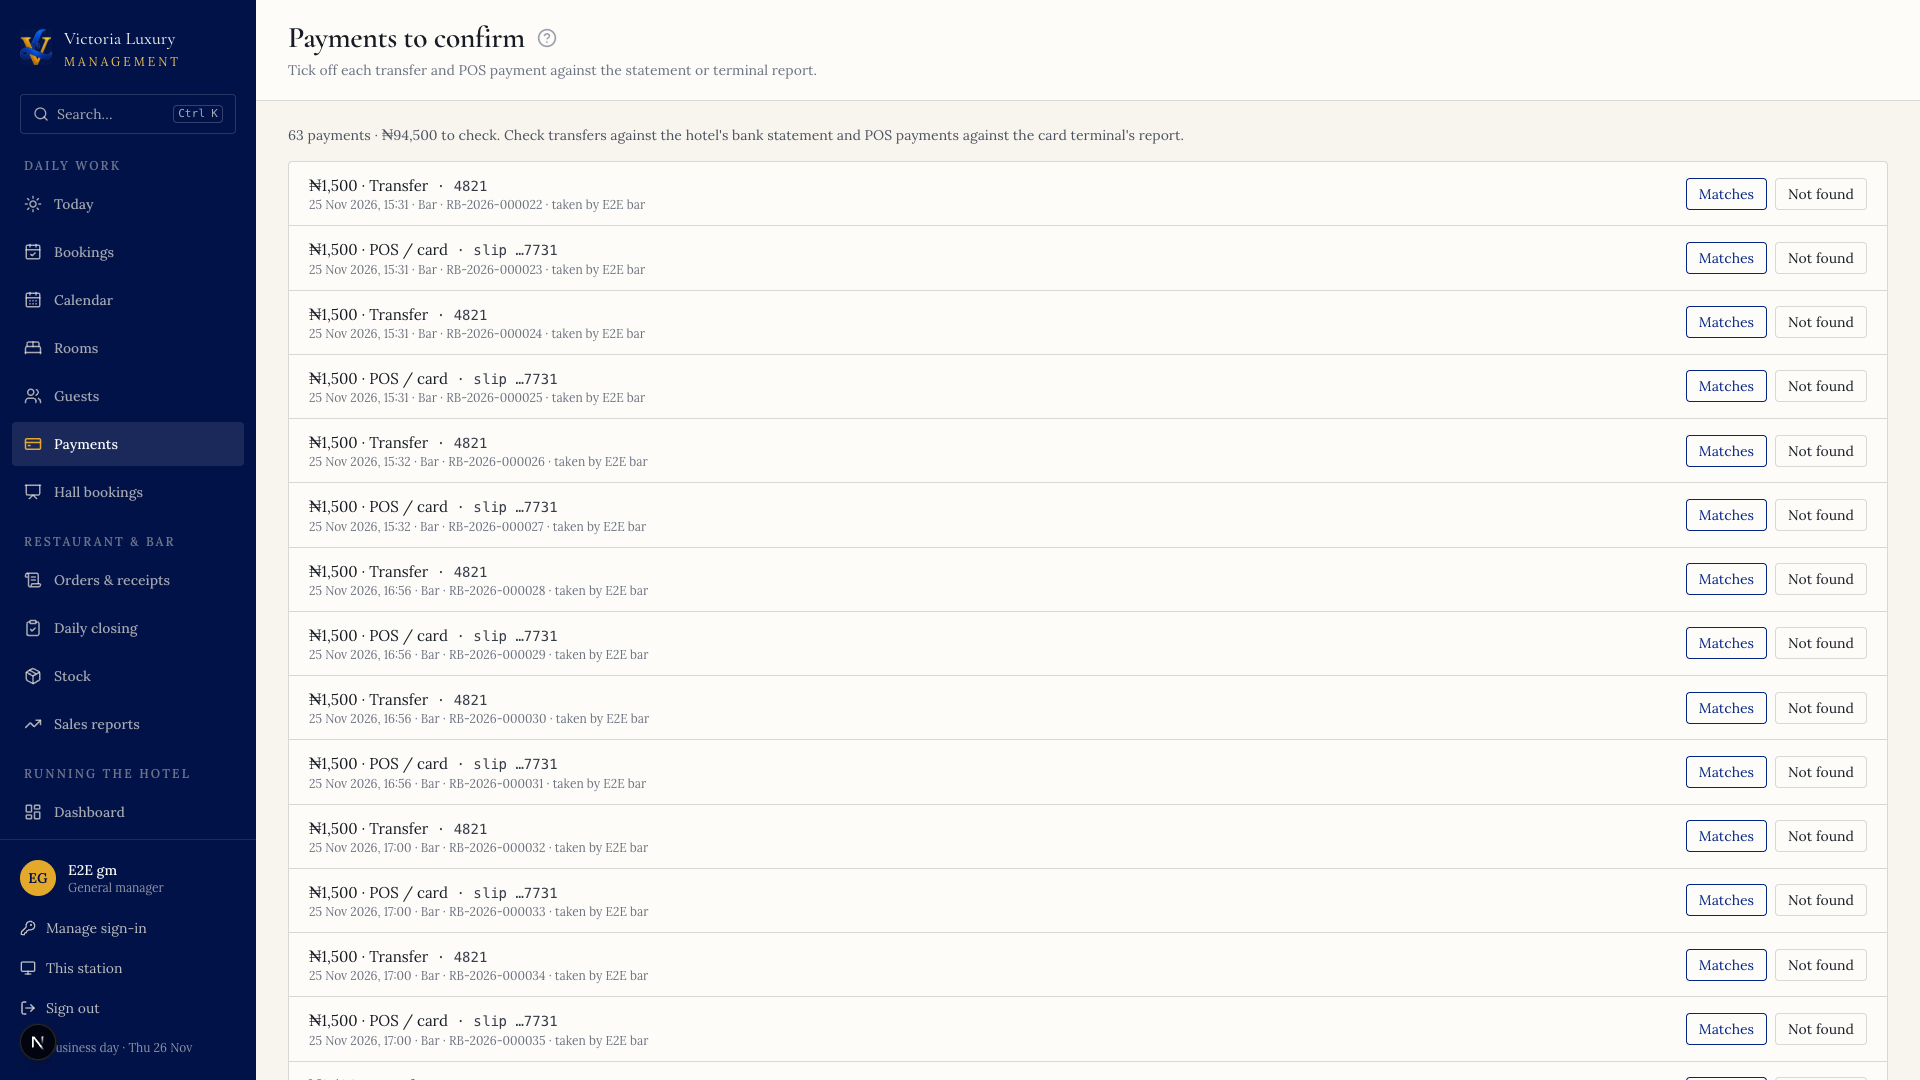 Victoria Luxury
MANAGEMENT
Search...
Ctrl K
DAILY WORK
Today
Bookings
Calendar
Rooms
Guests
Payments
Hall bookings
RESTAURANT & BAR
Orders & receipts
Daily closing
Stock
Sales reports
RUNNING THE HOTEL
Dashboard
EG
E2E gm
General manager
Manage sign-in
This station
Sign out
N
usiness day · Thu 26 Nov
Payments to confirm
?
Tick off each transfer and POS payment against the statement or terminal report.
63 payments · ₦94,500 to check. Check transfers against the hotel's bank statement and POS payments against the card terminal's report.
₦1,500 · Transfer · 4821
25 Nov 2026, 15:31 · Bar · RB-2026-000022 · taken by E2E bar
Matches Not found
₦1,500 · POS / card · slip …7731
25 Nov 2026, 15:31 · Bar · RB-2026-000023 · taken by E2E bar
Matches Not found
₦1,500 · Transfer · 4821
25 Nov 2026, 15:31 · Bar · RB-2026-000024 · taken by E2E bar
Matches Not found
₦1,500 · POS / card · slip …7731
25 Nov 2026, 15:31 · Bar · RB-2026-000025 · taken by E2E bar
Matches Not found
₦1,500 · Transfer · 4821
25 Nov 2026, 15:32 · Bar · RB-2026-000026 · taken by E2E bar
Matches Not found
₦1,500 · POS / card · slip …7731
25 Nov 2026, 15:32 · Bar · RB-2026-000027 · taken by E2E bar
Matches Not found
₦1,500 · Transfer · 4821
25 Nov 2026, 16:56 · Bar · RB-2026-000028 · taken by E2E bar
Matches Not found
₦1,500 · POS / card · slip …7731
25 Nov 2026, 16:56 · Bar · RB-2026-000029 · taken by E2E bar
Matches Not found
₦1,500 · Transfer · 4821
25 Nov 2026, 16:56 · Bar · RB-2026-000030 · taken by E2E bar
Matches Not found
₦1,500 · POS / card · slip …7731
25 Nov 2026, 16:56 · Bar · RB-2026-000031 · taken by E2E bar
Matches Not found
₦1,500 · Transfer · 4821
25 Nov 2026, 17:00 · Bar · RB-2026-000032 · taken by E2E bar
Matches Not found
₦1,500 · POS / card · slip …7731
25 Nov 2026, 17:00 · Bar · RB-2026-000033 · taken by E2E bar
Matches Not found
₦1,500 · Transfer · 4821
25 Nov 2026, 17:00 · Bar · RB-2026-000034 · taken by E2E bar
Matches Not found
₦1,500 · POS / card · slip …7731
25 Nov 2026, 17:00 · Bar · RB-2026-000035 · taken by E2E bar
Matches Not found